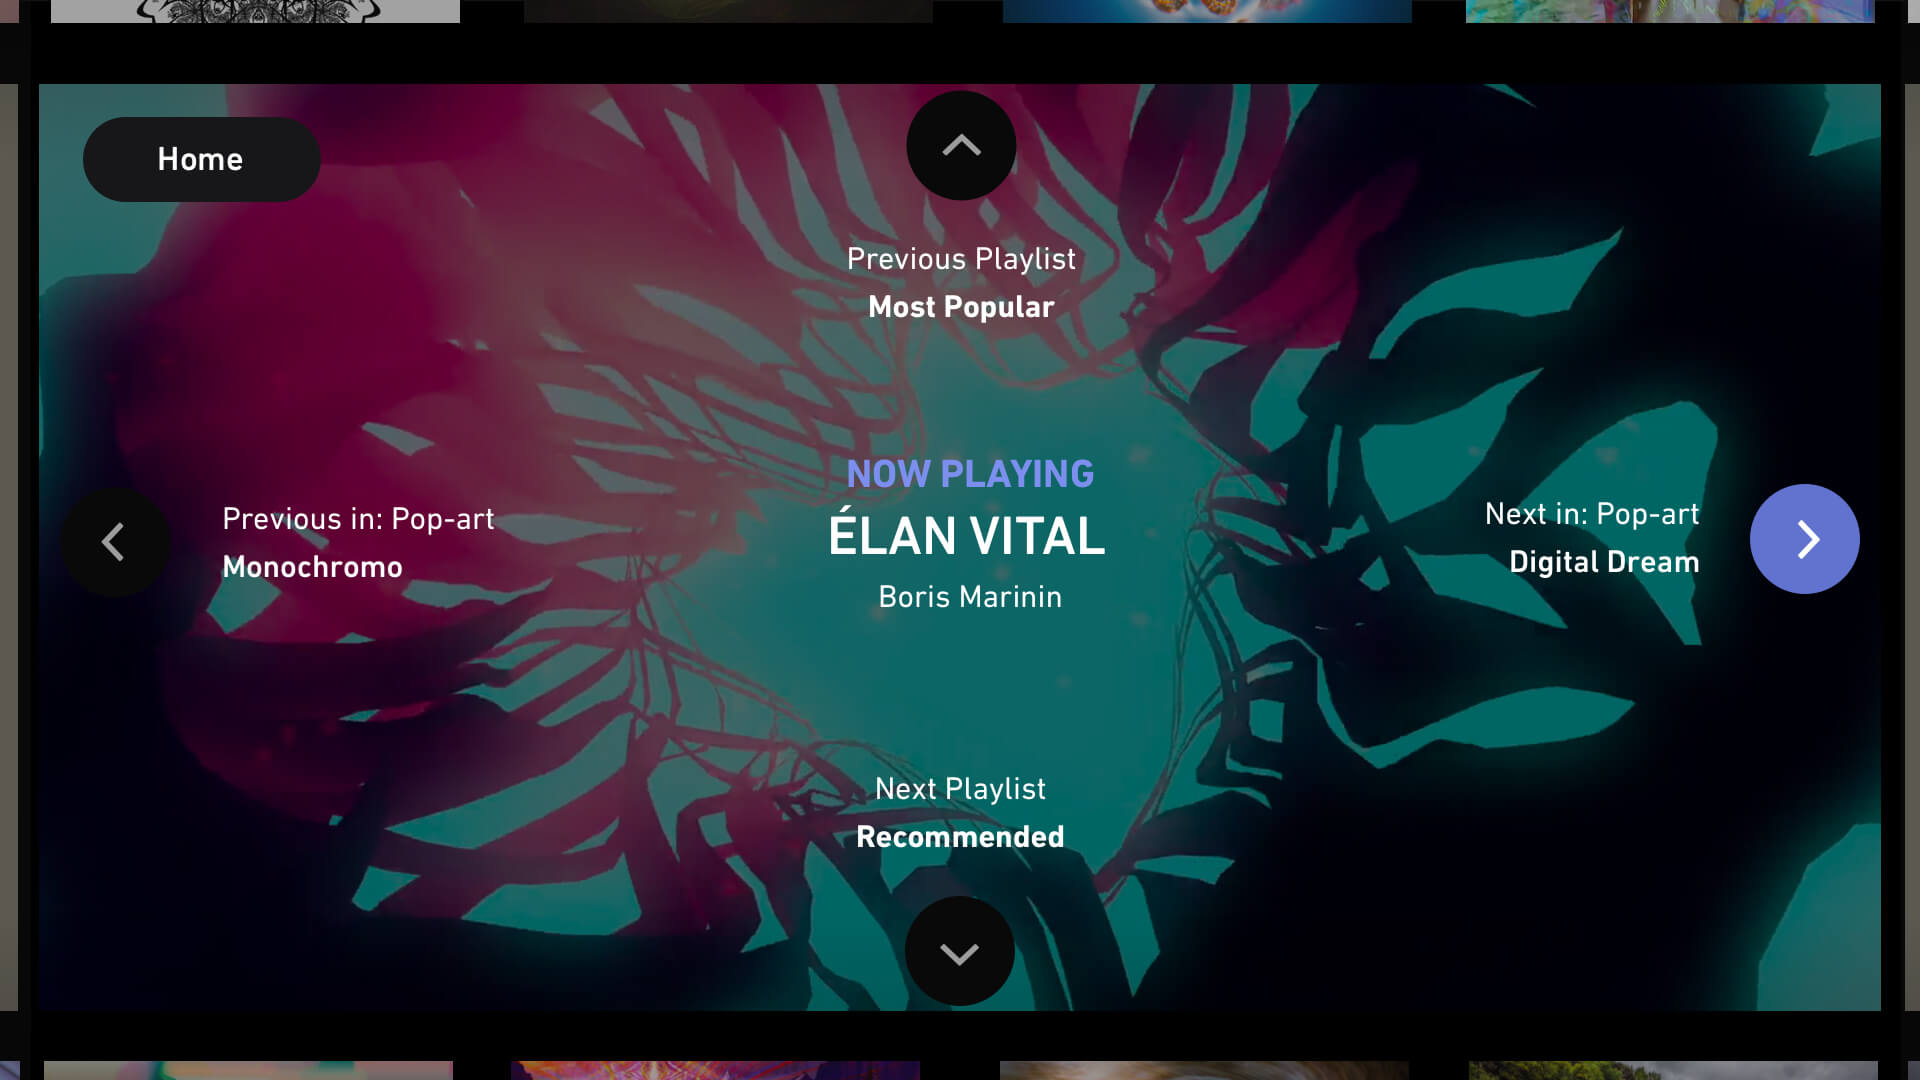 Home
Previous Playlist
Most Popular
NOW PLAYING
ÉLAN VITAL
Boris Marinin
Previous in: Pop-art
Monochromo
Next in: Pop-art
Digital Dream
Next Playlist
Recommended